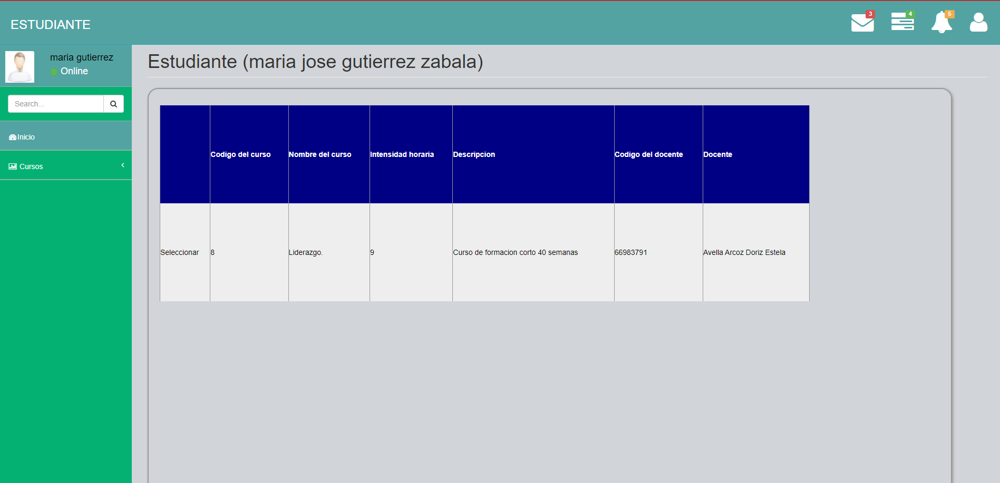 ESTUDIANTE
3
4
5
maria gutierrez
Online
Search...
Inicio
Cursos
Estudiante (maria jose gutierrez zabala)
Codigo del curso Nombre del curso Intensidad horaria Descripcion Codigo del docente Docente
Seleccionar 8 Liderazgo. 9 Curso de formacion corto 40 semanas 66983791 Avella Arcoz Doriz Estela